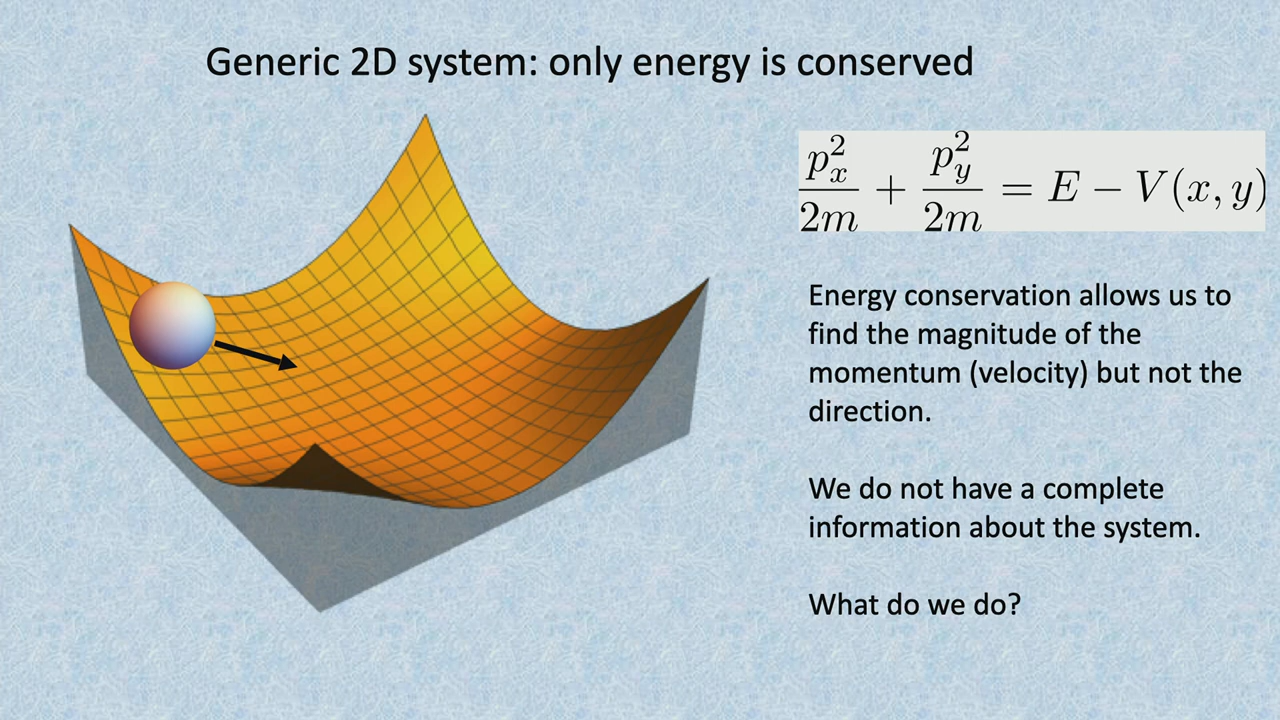 Generic 2D system: only energy is conserved
\frac{p_x^2}{2m} + \frac{p_y^2}{2m} = E - V(x, y)
Energy conservation allows us to
find the magnitude of the
momentum (velocity) but not the
direction.
We do not have a complete
information about the system.
What do we do?